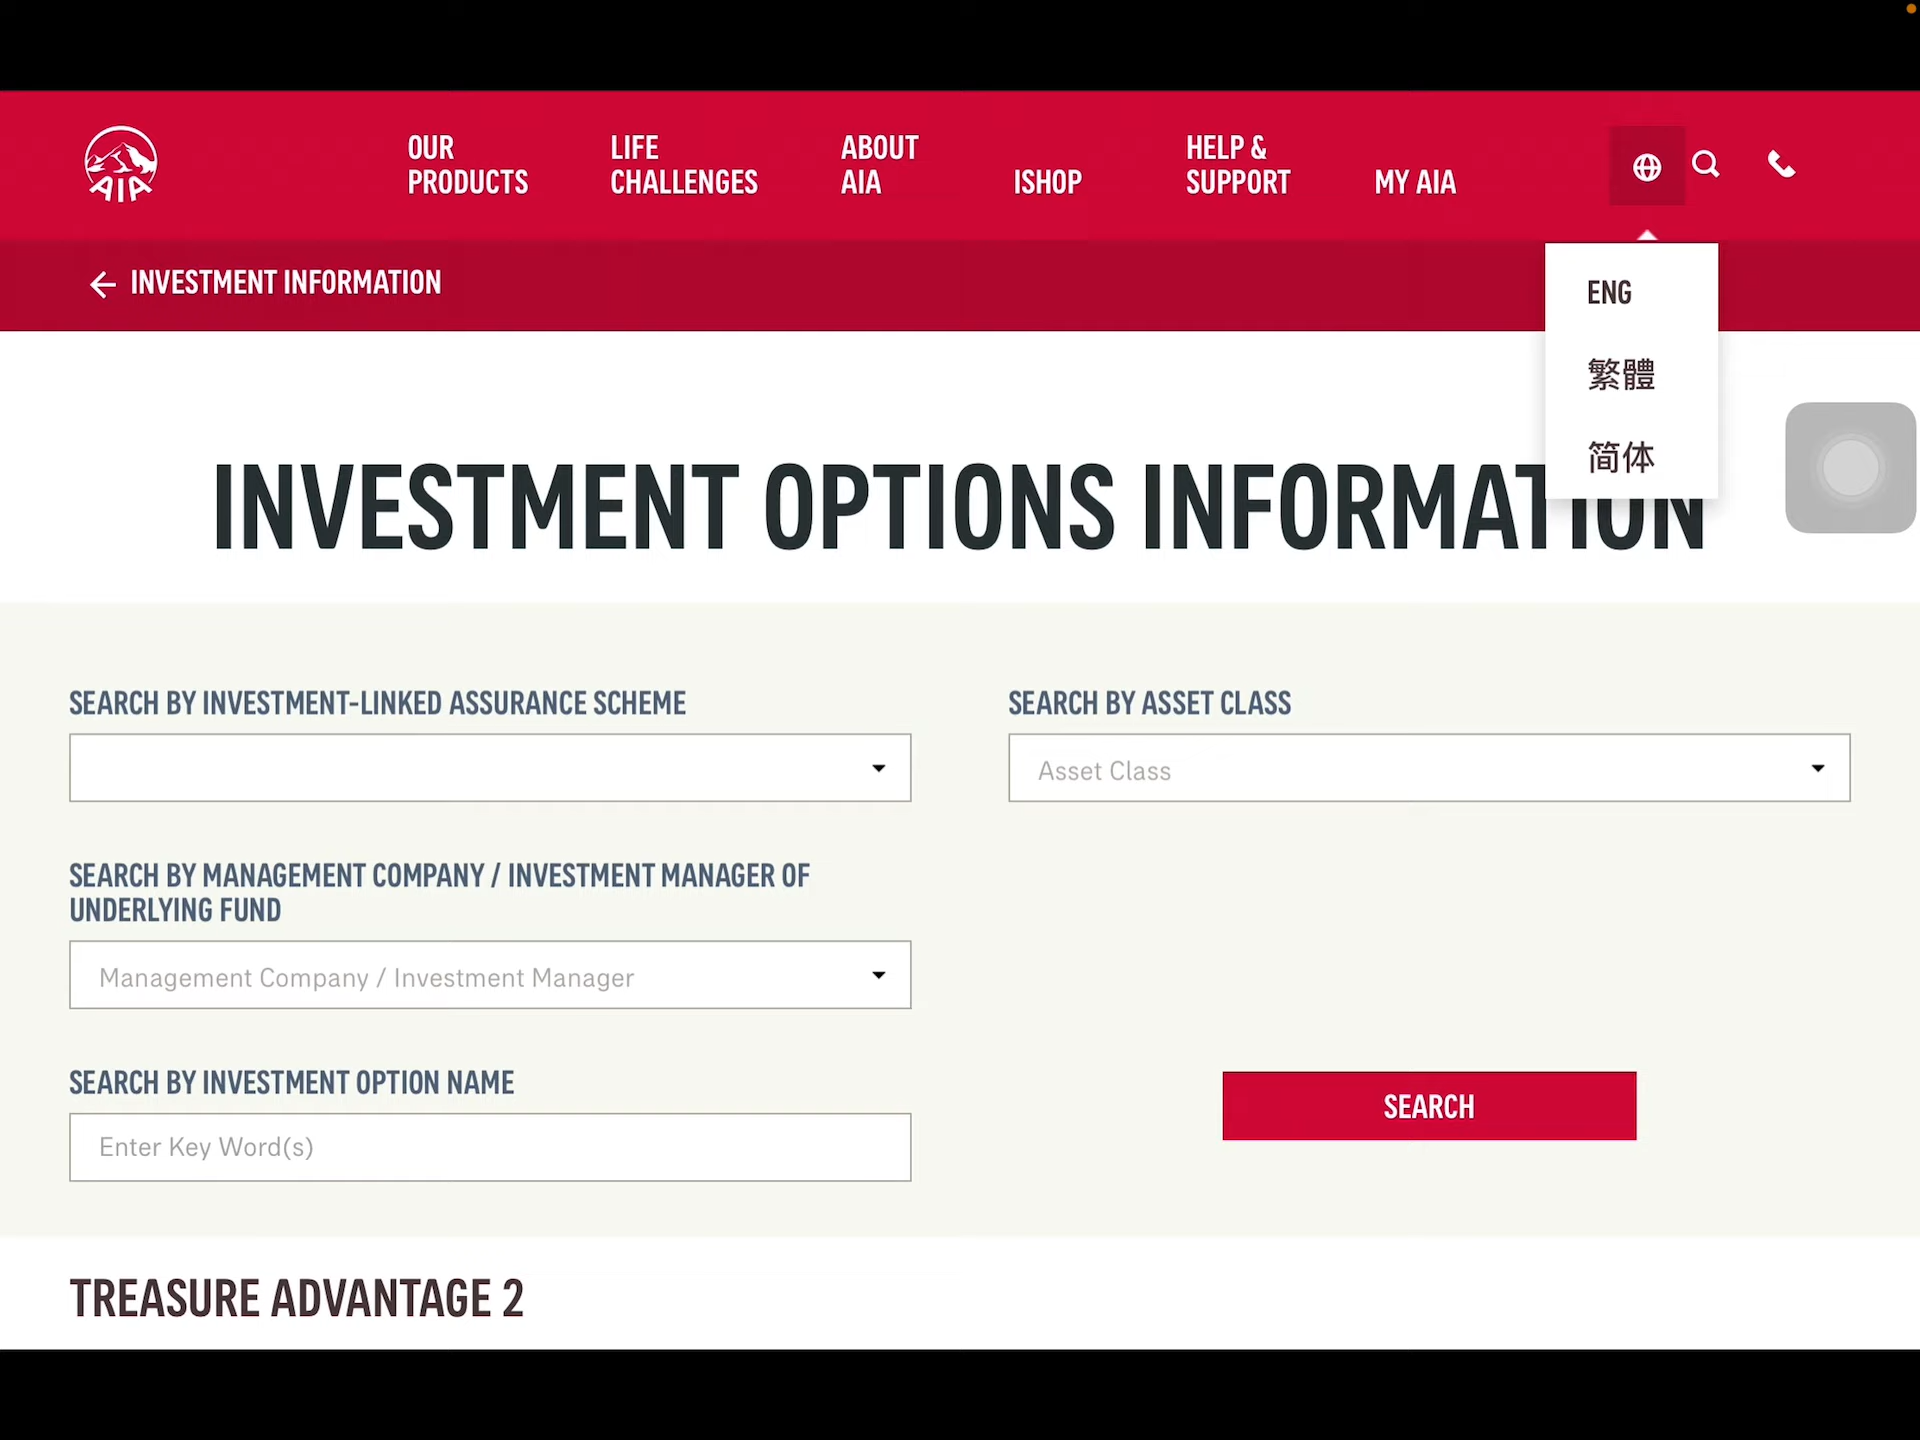 AIA
OUR
PRODUCTS
LIFE
CHALLENGES
ABOUT
AIA
ISHOP
HELP &
SUPPORT
MY AIA
INVESTMENT INFORMATION
ENG
繁體
简体
INVESTMENT OPTIONS INFORMATION
SEARCH BY INVESTMENT-LINKED ASSURANCE SCHEME
SEARCH BY ASSET CLASS
Asset Class
SEARCH BY MANAGEMENT COMPANY / INVESTMENT MANAGER OF
UNDERLYING FUND
Management Company / Investment Manager
SEARCH BY INVESTMENT OPTION NAME
Enter Key Word(s)
SEARCH
TREASURE ADVANTAGE 2